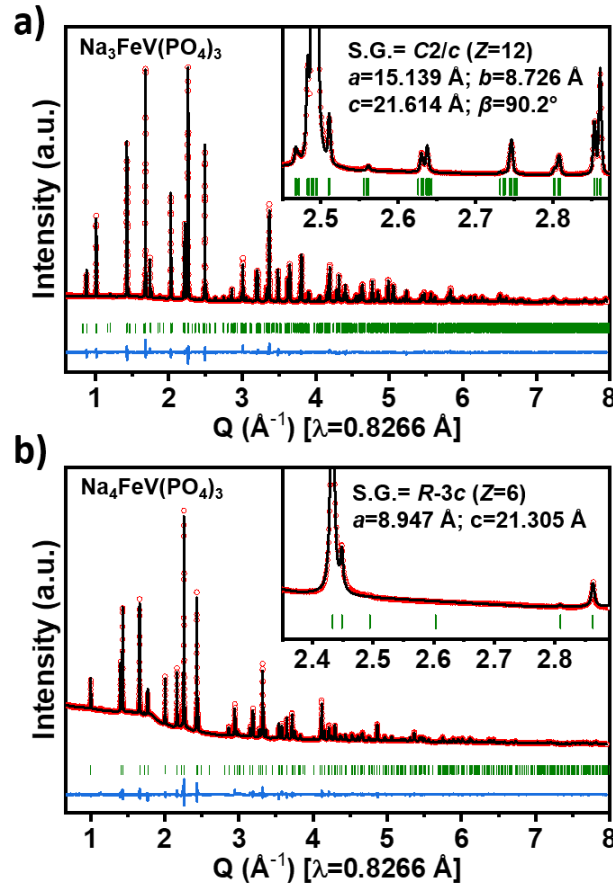 a)
Na3FeV(PO4)3
S.G.= C2/c (Z=12)
a=15.139 Å; b=8.726 Å
c=21.614 Å; β=90.2°
2.5 2.6 2.7 2.8
Intensity (a.u.)
1 2 3 4 5 6 7 8
Q (Å⁻¹) [λ=0.8266 Å]
b)
Na4FeV(PO4)3
S.G.= R-3c (Z=6)
a=8.947 Å; c=21.305 Å
2.4 2.5 2.6 2.7 2.8
Intensity (a.u.)
1 2 3 4 5 6 7 8
Q (Å⁻¹) [λ=0.8266 Å]